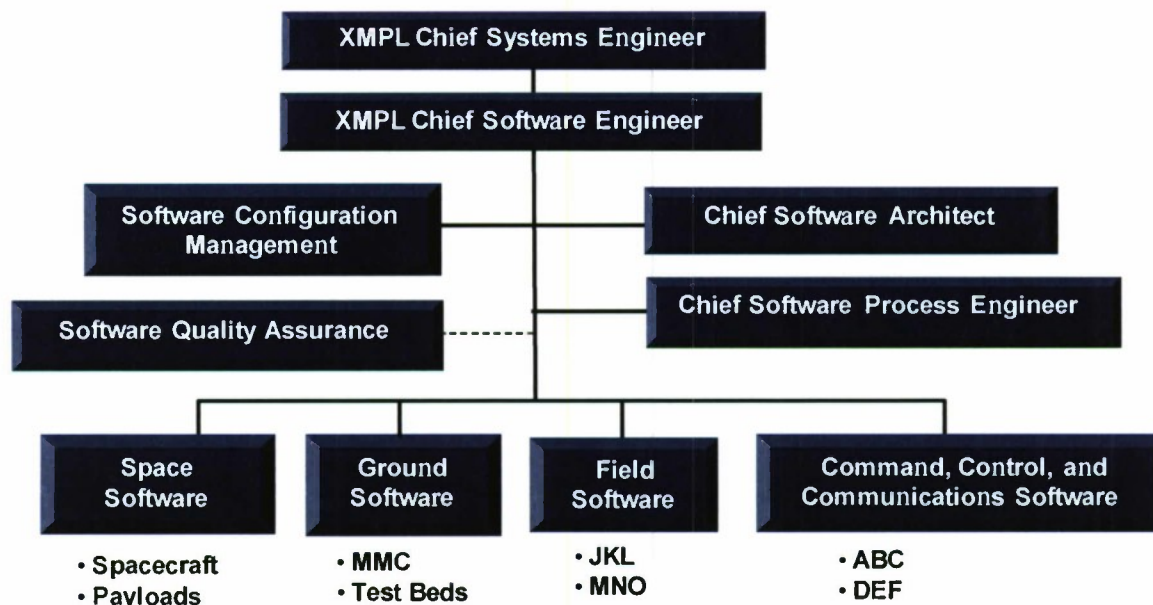 XMPL Chief Systems Engineer
XMPL Chief Software Engineer
Software Configuration
Management
Chief Software Architect
Software Quality Assurance
Chief Software Process Engineer
Space
Software
Ground
Software
Field
Software
Command, Control, and
Communications Software
• Spacecraft
• Payloads
• MMC
• Test Beds
• JKL
• MNO
• ABC
• DEF